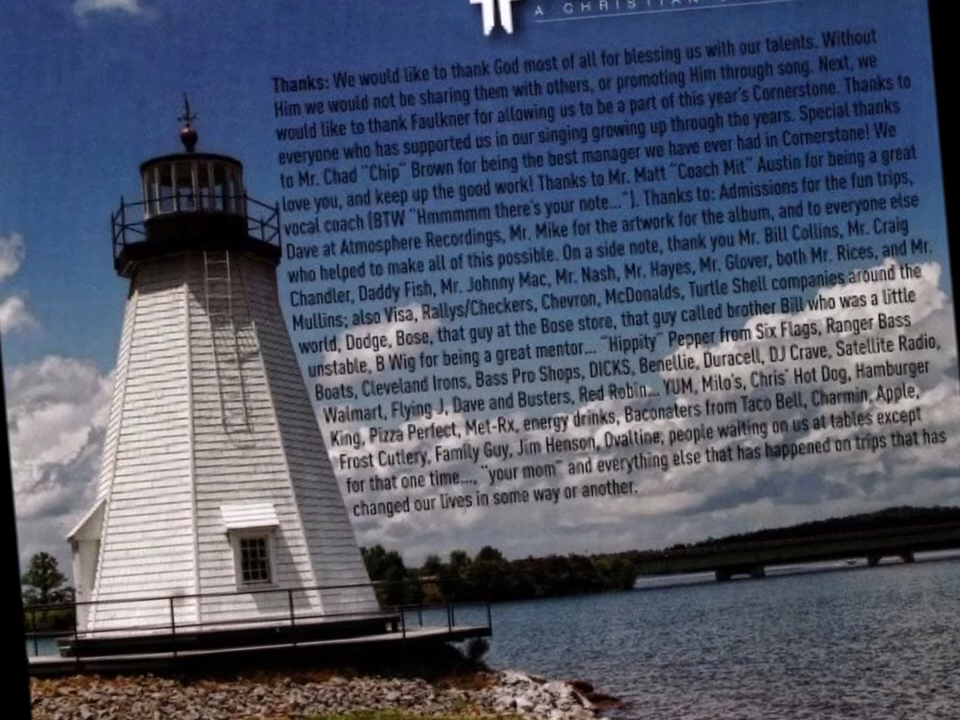 A CHRISTIAN
Thanks: We would like to thank God most of all for blessing us with our talents. Without
Him we would not be sharing them with others, or promoting Him through song. Next, we
would like to thank Faulkner for allowing us to be a part of this year's Cornerstone. Thanks to
everyone who has supported us in our singing growing up through the years. Special thanks
to Mr. Chad "Chip" Brown for being the best manager we have ever had in Cornerstone! We
love you, and keep up the good work! Thanks to Mr. Matt "Coach Mit" Austin for being a great
vocal coach (BTW "Hmmmmm there's your note..."). Thanks to: Admissions for the fun trips,
Dave at Atmosphere Recordings, Mr. Mike for the artwork for the album, and to everyone else
who helped to make all of this possible. On a side note, thank you Mr. Bill Collins, Mr. Craig
Chandler, Daddy Fish, Mr. Johnny Mac, Mr. Nash, Mr. Hayes, Mr. Glover, both Mr. Rices, and Mr.
Mullins; also Visa, Rallys/Checkers, Chevron, McDonalds, Turtle Shell companies around the
world, Dodge, Bose, that guy at the Bose store, that guy called brother Bill who was a little
unstable, B Wig for being a great mentor... "Hippity" Pepper from Six Flags, Ranger Bass
Boats, Cleveland Irons, Bass Pro Shops, DICKS, Benellie, Duracell, DJ Crave, Satellite Radio,
Walmart, Flying J, Dave and Busters, Red Robin... YUM, Milo's, Chris' Hot Dog, Hamburger
King, Pizza Perfect, Met-Rx, energy drinks, Baconaters from Taco Bell, Charmin, Apple,
Frost Cutlery, Family Guy, Jim Henson, Ovaltine, people waiting on us at tables except
for that one time..., "your mom" and everything else that has happened on trips that has
changed our lives in some way or another.